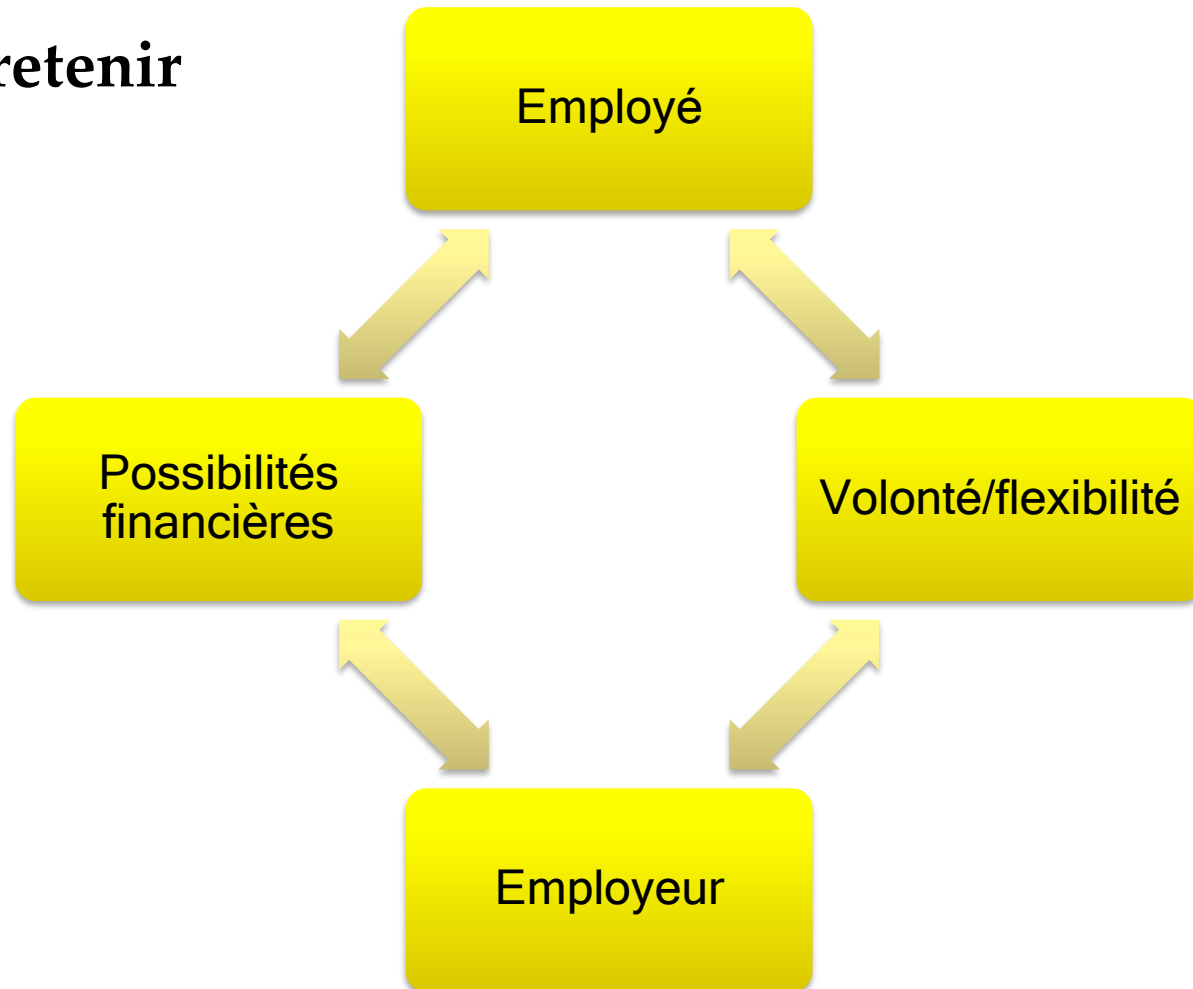 retenir
Employé
Possibilités
financières
Volonté/flexibilité
Employeur